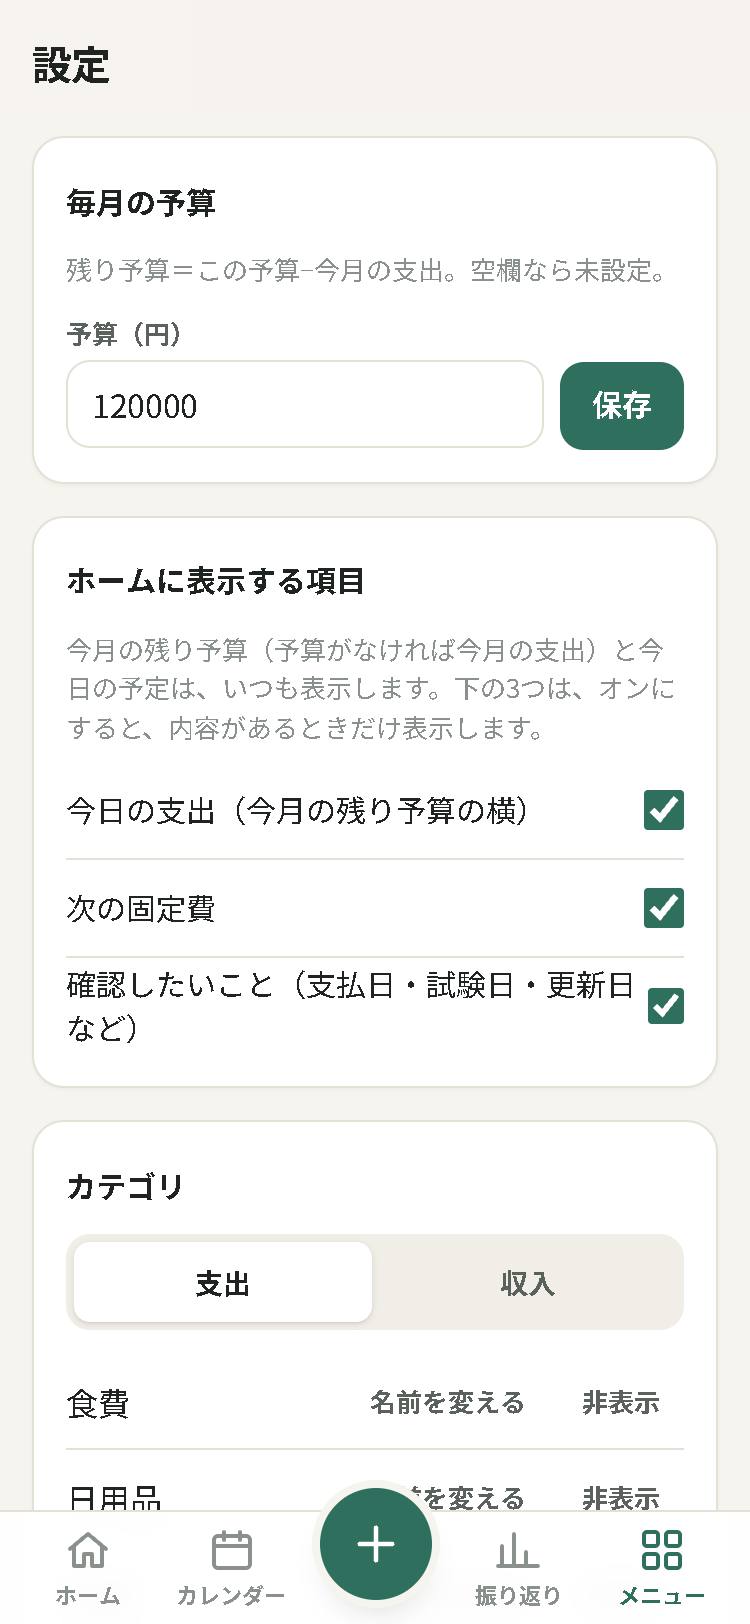 設定
毎月の予算
残り予算＝この予算−今月の支出。空欄なら未設定。
予算（円）
120000
保存
ホームに表示する項目
今月の残り予算（予算がなければ今月の支出）と今
日の予定は、いつも表示します。下の3つは、オンに
すると、内容があるときだけ表示します。
今日の支出（今月の残り予算の横）
次の固定費
確認したいこと（支払日・試験日・更新日
など）
カテゴリ
支出
収入
食費
名前を変える
非表示
日用品
を変える
非表示
ホーム
カレンダー
振り返り
メニュー